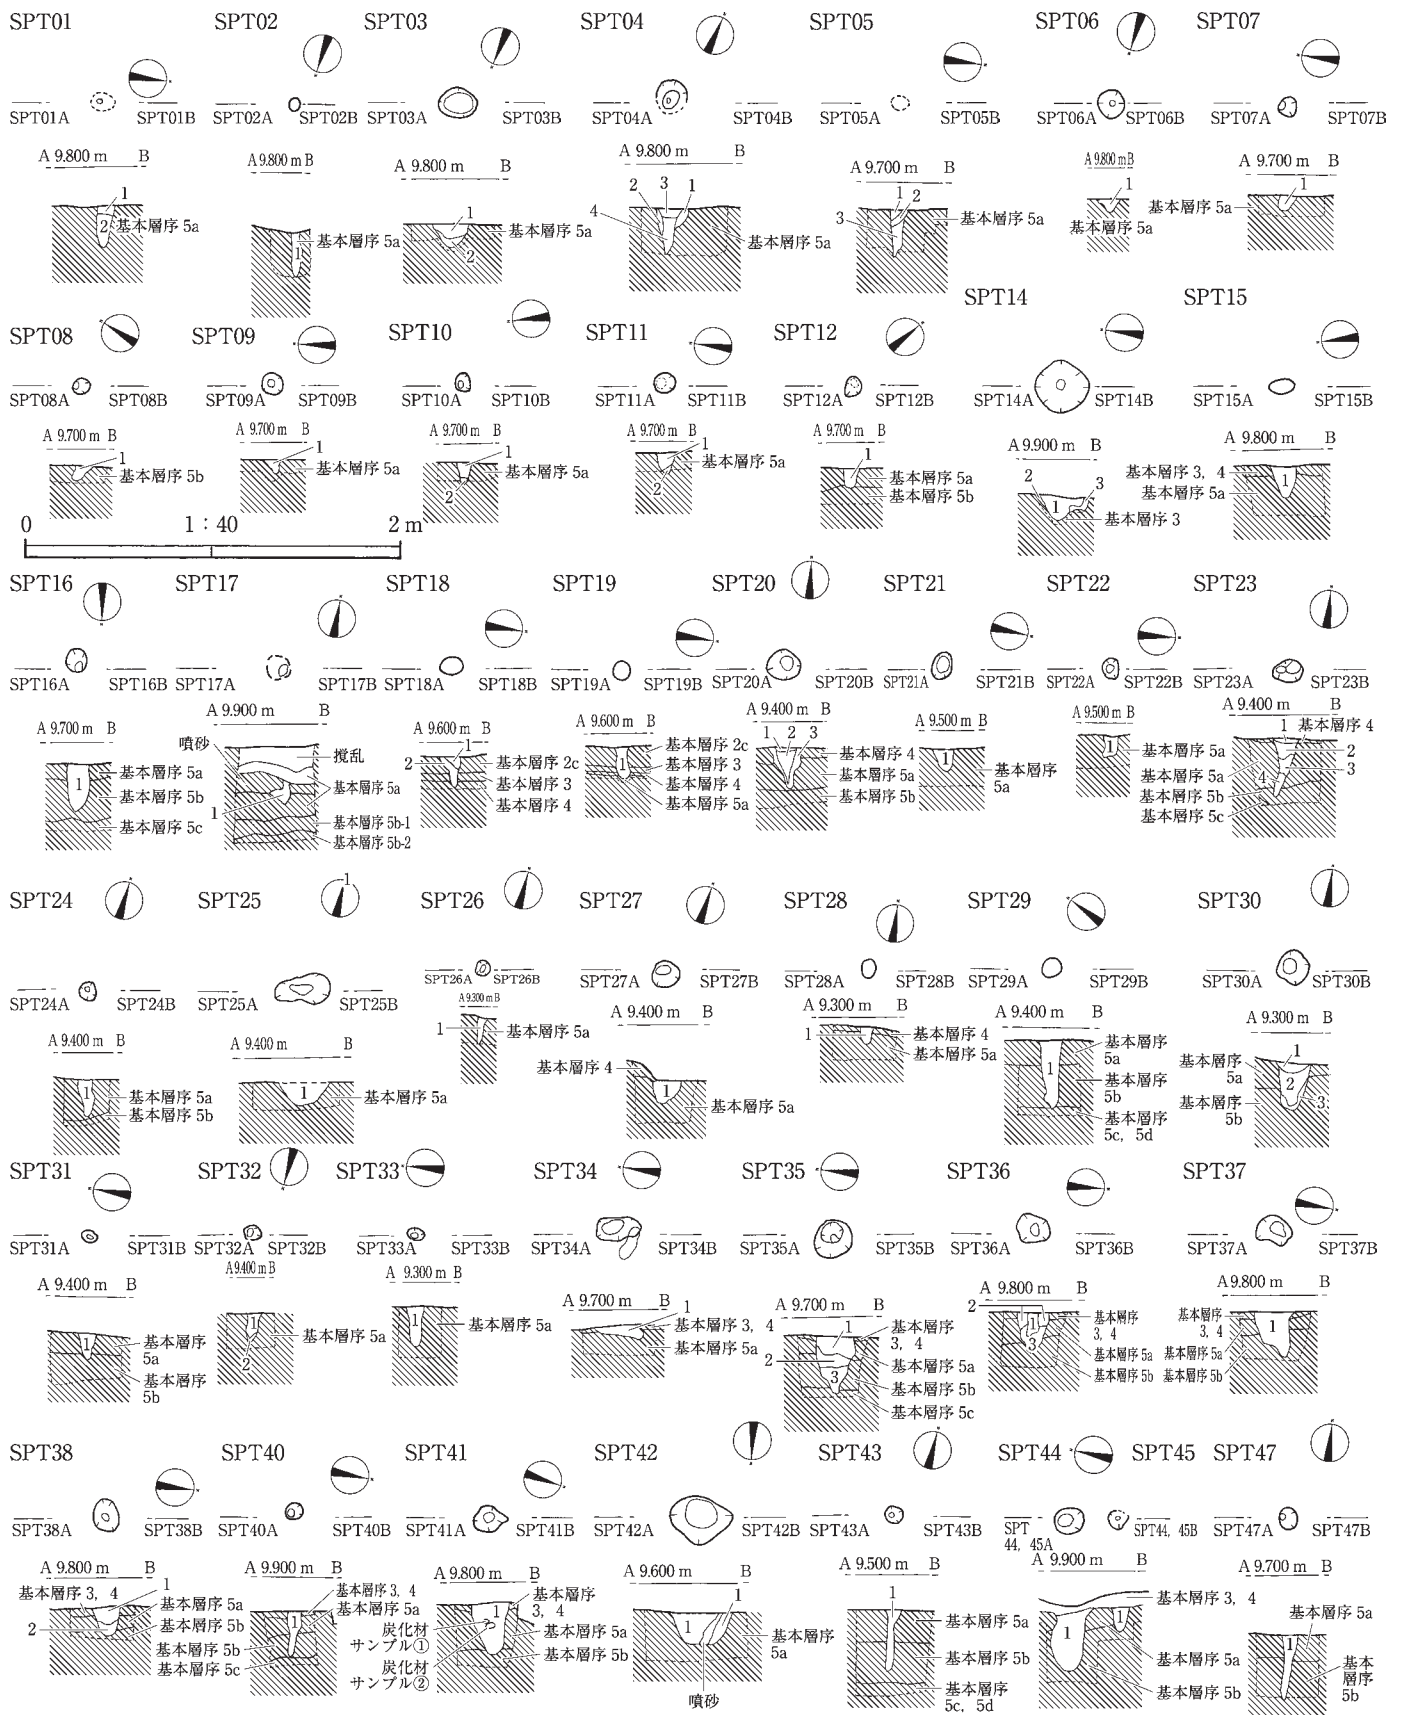 SPT01 SPT02 SPT03 SPT04 SPT05 SPT06 SPT07
SPT01A SPT01B SPT02A SPT02B SPT03A SPT03B SPT04A SPT04B SPT05A SPT05B SPT06A SPT06B SPT07A SPT07B
A 9.800 m B
1
2
基本層序 5a
A 9.800 m B
1
基本層序 5a
A 9.800 m B
1
2
基本層序 5a
A 9.800 m B
2 3 1
4
基本層序 5a
A 9.700 m B
1 2
3
基本層序 5a
A 9.800 m B
1
基本層序 5a
A 9.700 m B
1
基本層序 5a
SPT08 SPT09 SPT10 SPT11 SPT12 SPT14 SPT15
SPT08A SPT08B SPT09A SPT09B SPT10A SPT10B SPT11A SPT11B SPT12A SPT12B SPT14A SPT14B SPT15A SPT15B
A 9.700 m B
1
基本層序 5b
A 9.700 m B
1
基本層序 5a
A 9.700 m B
1
基本層序 5a
2
A 9.700 m B
1
基本層序 5a
2
A 9.700 m B
1
基本層序 5a
基本層序 5b
A 9.900 m B
2 1 3
基本層序 3
A 9.800 m B
基本層序 3, 4
基本層序 5a
1
0 1：40 2 m
SPT16 SPT17 SPT18 SPT19 SPT20 SPT21 SPT22 SPT23
SPT16A SPT16B SPT17A SPT17B SPT18A SPT18B SPT19A SPT19B SPT20A SPT20B SPT21A SPT21B SPT22A SPT22B SPT23A SPT23B
A 9.700 m B
1
基本層序 5a
基本層序 5b
基本層序 5c
A 9.900 m B
噴砂
撹乱
基本層序 5a
1
基本層序 5b-1
基本層序 5b-2
A 9.600 m B
1
2
基本層序 2c
基本層序 3
基本層序 4
A 9.600 m B
1
基本層序 2c
基本層序 3
基本層序 4
基本層序 5a
A 9.400 m B
1 2 3
基本層序 4
基本層序 5a
基本層序 5b
A 9.500 m B
1
基本層序
5a
A 9.500 m B
1
基本層序 5a
A 9.400 m B
1 基本層序 4
2
3
4
基本層序 5a
基本層序 5b
基本層序 5c
SPT24 SPT25 SPT26 SPT27 SPT28 SPT29 SPT30
1
SPT24A SPT24B SPT25A SPT25B SPT26A SPT26B SPT27A SPT27B SPT28A SPT28B SPT29A SPT29B SPT30A SPT30B
A 9.400 m B
1
基本層序 5a
基本層序 5b
A 9.400 m B
1
基本層序 5a
A 9.300 m B
1
基本層序 5a
A 9.400 m B
基本層序 4
1
基本層序 5a
A 9.300 m B
1
基本層序 4
基本層序 5a
A 9.400 m B
1
基本層序
5a
基本層序
5b
基本層序
5c, 5d
A 9.300 m B
基本層序
5a
基本層序
5b
1
2
3
SPT31 SPT32 SPT33 SPT34 SPT35 SPT36 SPT37
SPT31A SPT31B SPT32A SPT32B SPT33A SPT33B SPT34A SPT34B SPT35A SPT35B SPT36A SPT36B SPT37A SPT37B
A 9.400 m B
1
基本層序
5a
基本層序
5b
A 9.400 m B
1
2
基本層序 5a
A 9.300 m B
1
基本層序 5a
A 9.700 m B
1
基本層序 3, 4
基本層序 5a
A 9.700 m B
1
2
3
基本層序
3, 4
基本層序 5a
基本層序 5b
基本層序 5c
A 9.800 m B
2
1
3
基本層序
3, 4
基本層序 5a
基本層序 5b
A 9.800 m B
基本層序
3, 4
基本層序 5a
基本層序 5b
1
SPT38 SPT40 SPT41 SPT42 SPT43 SPT44 SPT45 SPT47
SPT38A SPT38B SPT40A SPT40B SPT41A SPT41B SPT42A SPT42B SPT43A SPT43B SPT
44, 45A SPT44, 45B SPT47A SPT47B
A 9.800 m B
基本層序 3, 4
1
2
基本層序 5a
基本層序 5b
A 9.900 m B
1
基本層序 3, 4
基本層序 5a
基本層序 5b
基本層序 5c
A 9.800 m B
1
炭化材
サンプル①
炭化材
サンプル②
基本層序
3, 4
基本層序 5a
基本層序 5b
A 9.600 m B
1
1
基本層序
5a
噴砂
A 9.500 m B
1
基本層序 5a
基本層序 5b
基本層序
5c, 5d
A 9.900 m B
基本層序 3, 4
1
1
基本層序 5a
基本層序 5b
A 9.700 m B
基本層序 5a
1
基本
層序
5b